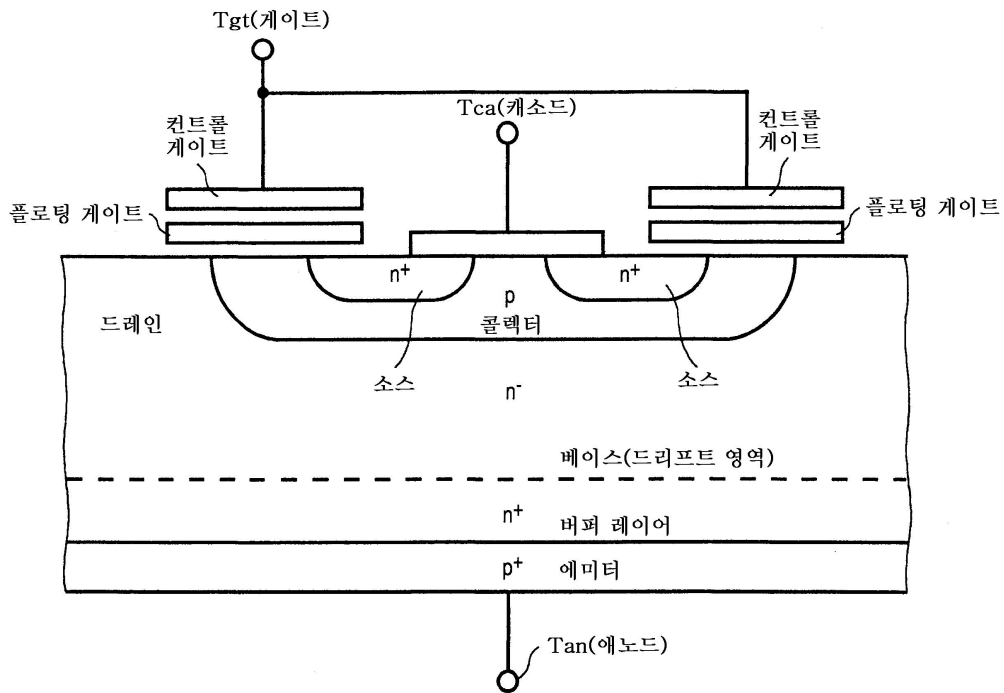 Tgt(게이트)
Tca(캐소드)
컨트롤
게이트
컨트롤
게이트
플로팅 게이트
플로팅 게이트
n+
n+
p
콜렉터
드레인
소스
소스
n-
베이스(드리프트 영역)
n+
버퍼 레이어
p+ 에미터
Tan(애노드)